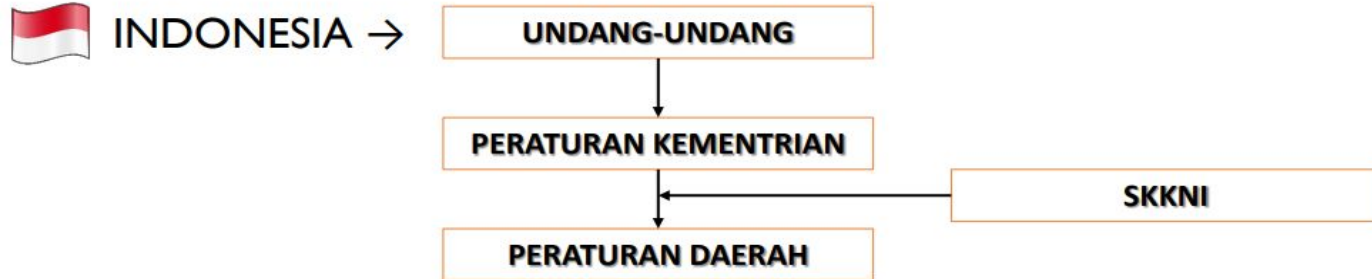 INDONESIA → UNDANG-UNDANG
PERATURAN KEMENTRIAN
SKKNI
PERATURAN DAERAH